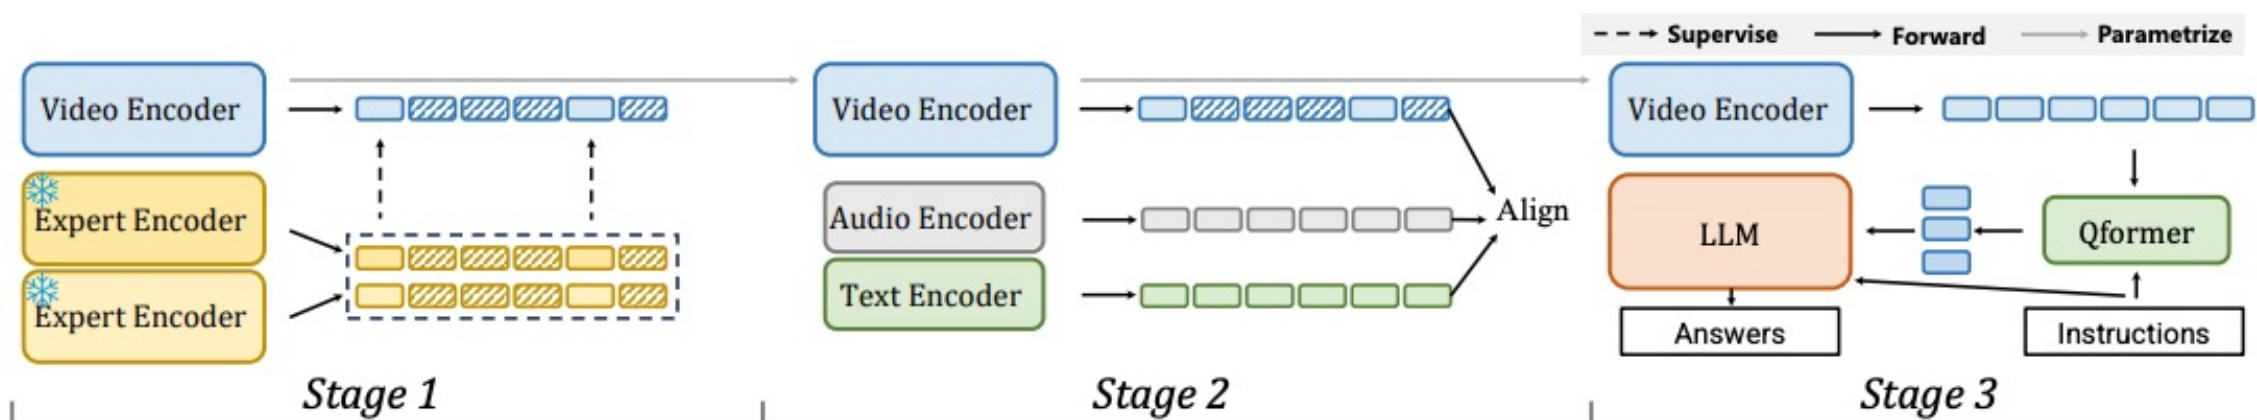 Supervise Forward Parametrize
Video Encoder
Expert Encoder
Expert Encoder
Stage 1
Video Encoder
Audio Encoder
Text Encoder
Align
Stage 2
Video Encoder
LLM
Qformer
Answers
Instructions
Stage 3